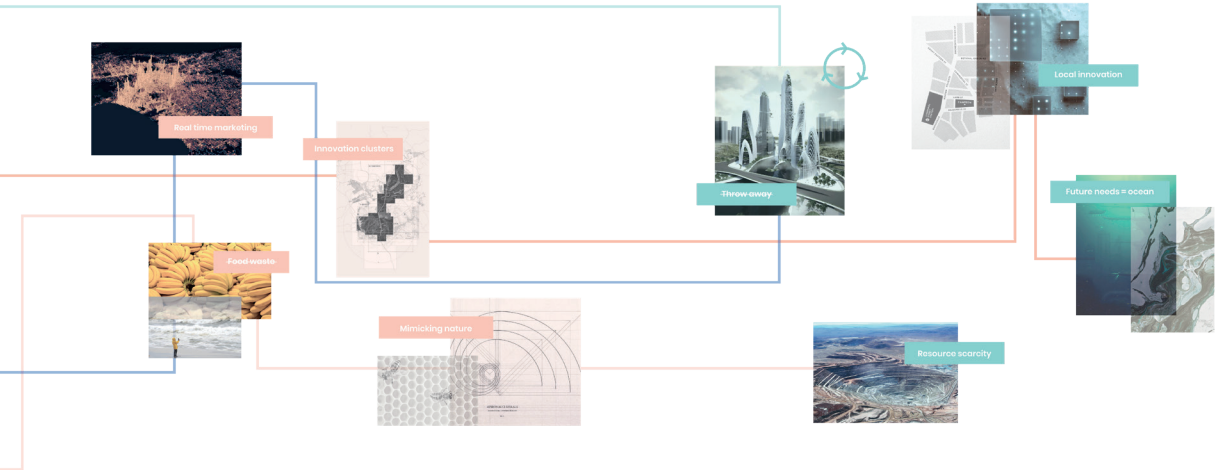 Real time marketing
Innovation clusters
Throw away
Local innovation
Future needs = ocean
Food waste
Mimicking nature
Resource scarcity